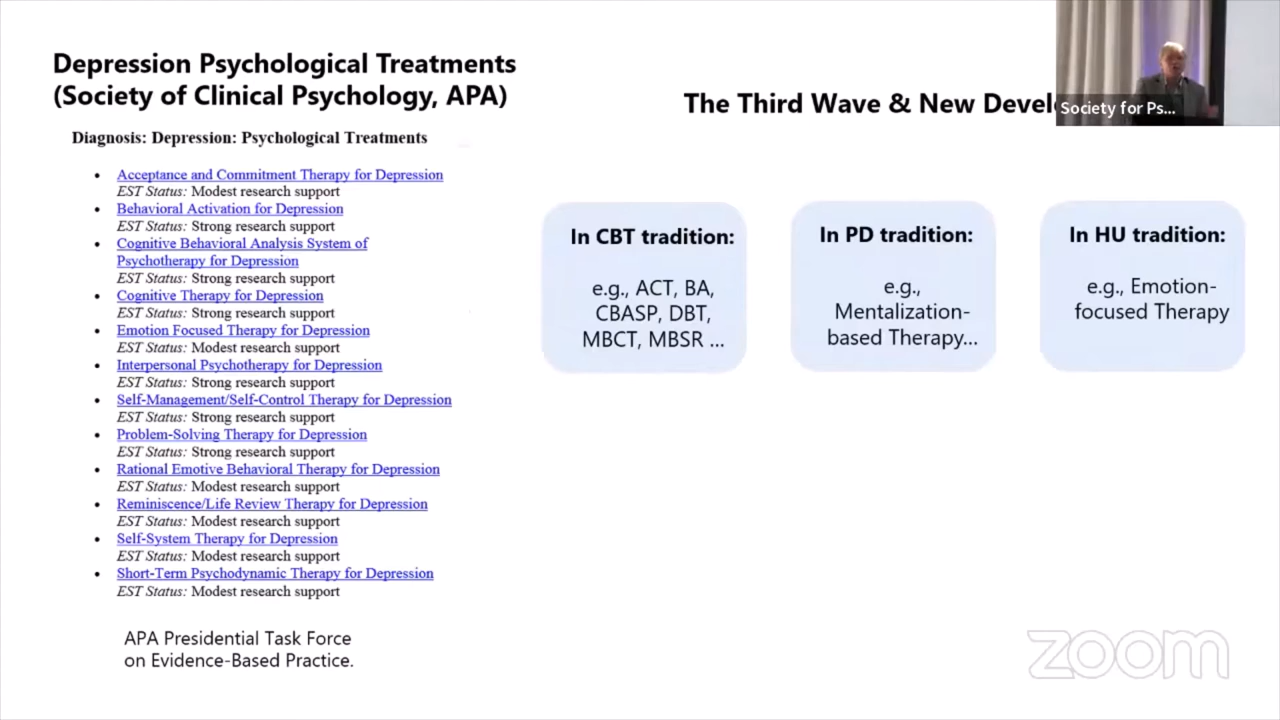 Depression Psychological Treatments
(Society of Clinical Psychology, APA)
Diagnosis: Depression: Psychological Treatments
• Acceptance and Commitment Therapy for Depression
EST Status: Modest research support
• Behavioral Activation for Depression
EST Status: Strong research support
• Cognitive Behavioral Analysis System of
Psychotherapy for Depression
EST Status: Strong research support
• Cognitive Therapy for Depression
EST Status: Strong research support
• Emotion Focused Therapy for Depression
EST Status: Modest research support
• Interpersonal Psychotherapy for Depression
EST Status: Strong research support
• Self-Management/Self-Control Therapy for Depression
EST Status: Strong research support
• Problem-Solving Therapy for Depression
EST Status: Strong research support
• Rational Emotive Behavioral Therapy for Depression
EST Status: Modest research support
• Reminiscence/Life Review Therapy for Depression
EST Status: Modest research support
• Self-System Therapy for Depression
EST Status: Modest research support
• Short-Term Psychodynamic Therapy for Depression
EST Status: Modest research support
APA Presidential Task Force
on Evidence-Based Practice.
The Third Wave & New Devel
Society for Ps...
In CBT tradition:
e.g., ACT, BA,
CBASP, DBT,
MBCT, MBSR ...
In PD tradition:
e.g.,
Mentalization-
based Therapy...
In HU tradition:
e.g., Emotion-
focused Therapy
zoom